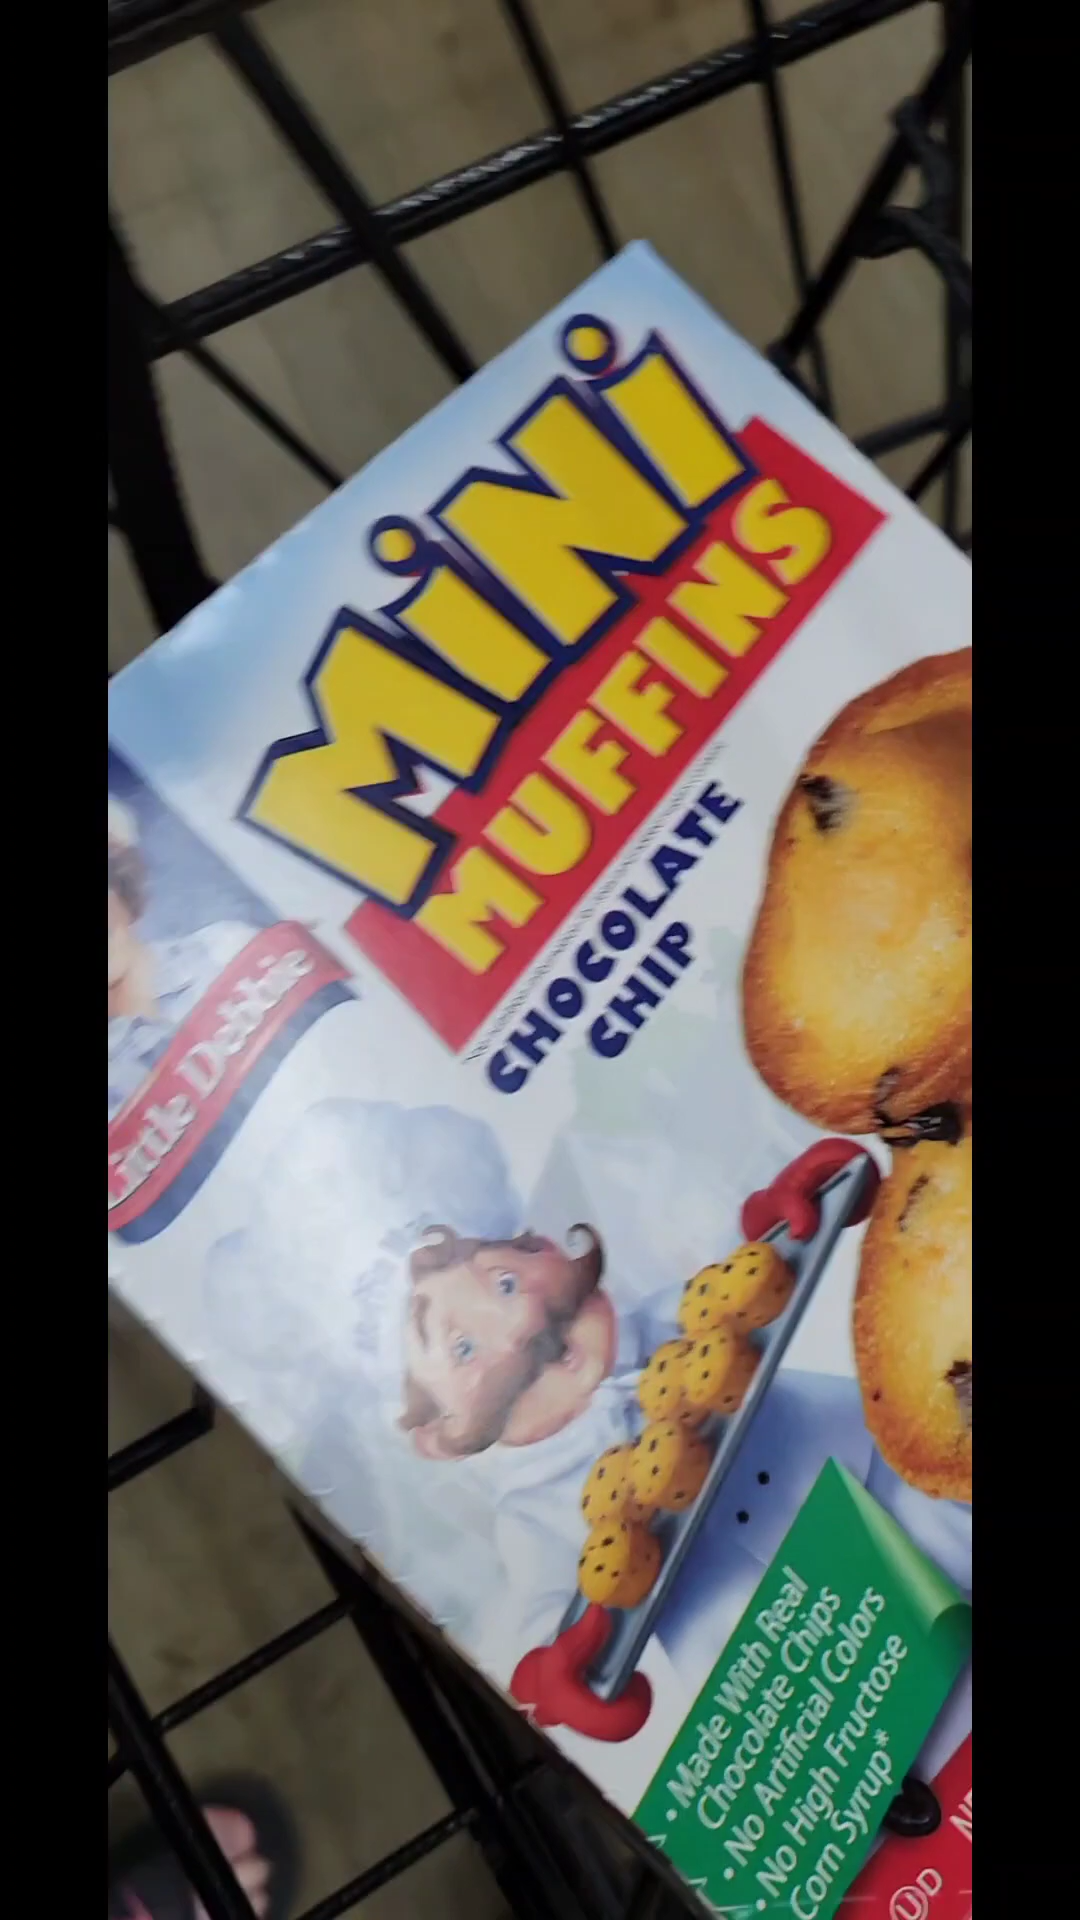 MiNi
MUFFINS
CHOCOLATE
CHIP
Little Debbie
• Made With Real
Chocolate Chips
• No Artificial Colors
• No High Fructose
Corn Syrup*
UD